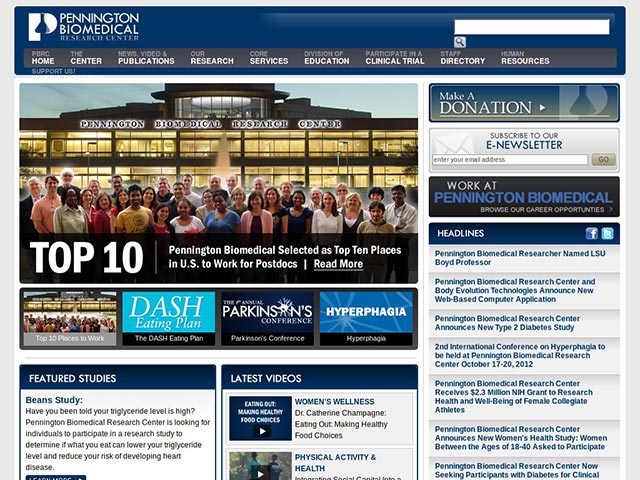 PENNINGTON
BIOMEDICAL
RESEARCH CENTER
PBRC
HOME
THE
CENTER
NEWS, VIDEO &
PUBLICATIONS
OUR
RESEARCH
CORE
SERVICES
DIVISION OF
EDUCATION
PARTICIPATE IN A
CLINICAL TRIAL
STAFF
DIRECTORY
HUMAN
RESOURCES
SUPPORT US!
PENNINGTON BIOMEDICAL RESEARCH CENTER
TOP 10
Pennington Biomedical Selected as Top Ten Places
in U.S. to Work for Postdocs | Read More
Top 10 Places to Work
DASH
Eating Plan
The DASH Eating Plan
THE 8th ANNUAL
PARKINSON'S
CONFERENCE
Parkinson's Conference
HYPERPHAGIA
Hyperphagia
FEATURED STUDIES
Beans Study:
Have you been told your triglyceride level is high?
Pennington Biomedical Research Center is looking for
individuals to participate in a research study to
determine if what you eat can lower your triglyceride
level and reduce your risk of developing heart
disease.
LEARN MORE
LATEST VIDEOS
EATING OUT:
MAKING HEALTHY
FOOD CHOICES
WOMEN'S WELLNESS
Dr. Catherine Champagne:
Eating Out: Making Healthy
Food Choices
PHYSICAL ACTIVITY &
HEALTH
Integrating Social Capital Into a
Make A
DONATION
SUBSCRIBE TO OUR
E-NEWSLETTER
enter your email address
GO
WORK AT
PENNINGTON BIOMEDICAL
BROWSE OUR CAREER OPPORTUNITIES >
HEADLINES
Pennington Biomedical Researcher Named LSU
Boyd Professor
Pennington Biomedical Research Center and
Body Evolution Technologies Announce New
Web-Based Computer Application
Pennington Biomedical Research Center
Announces New Type 2 Diabetes Study
2nd International Conference on Hyperphagia to
be held at Pennington Biomedical Research
Center October 17-20, 2012
Pennington Biomedical Research Center
Receives $2.3 Million NIH Grant to Research
Health and Well-Being of Female Collegiate
Athletes
Pennington Biomedical Research Center
Announces New Women's Health Study: Women
Between the Ages of 18-40 Asked to Participate
Pennington Biomedical Research Center Now
Seeking Participants with Diabetes for Clinical